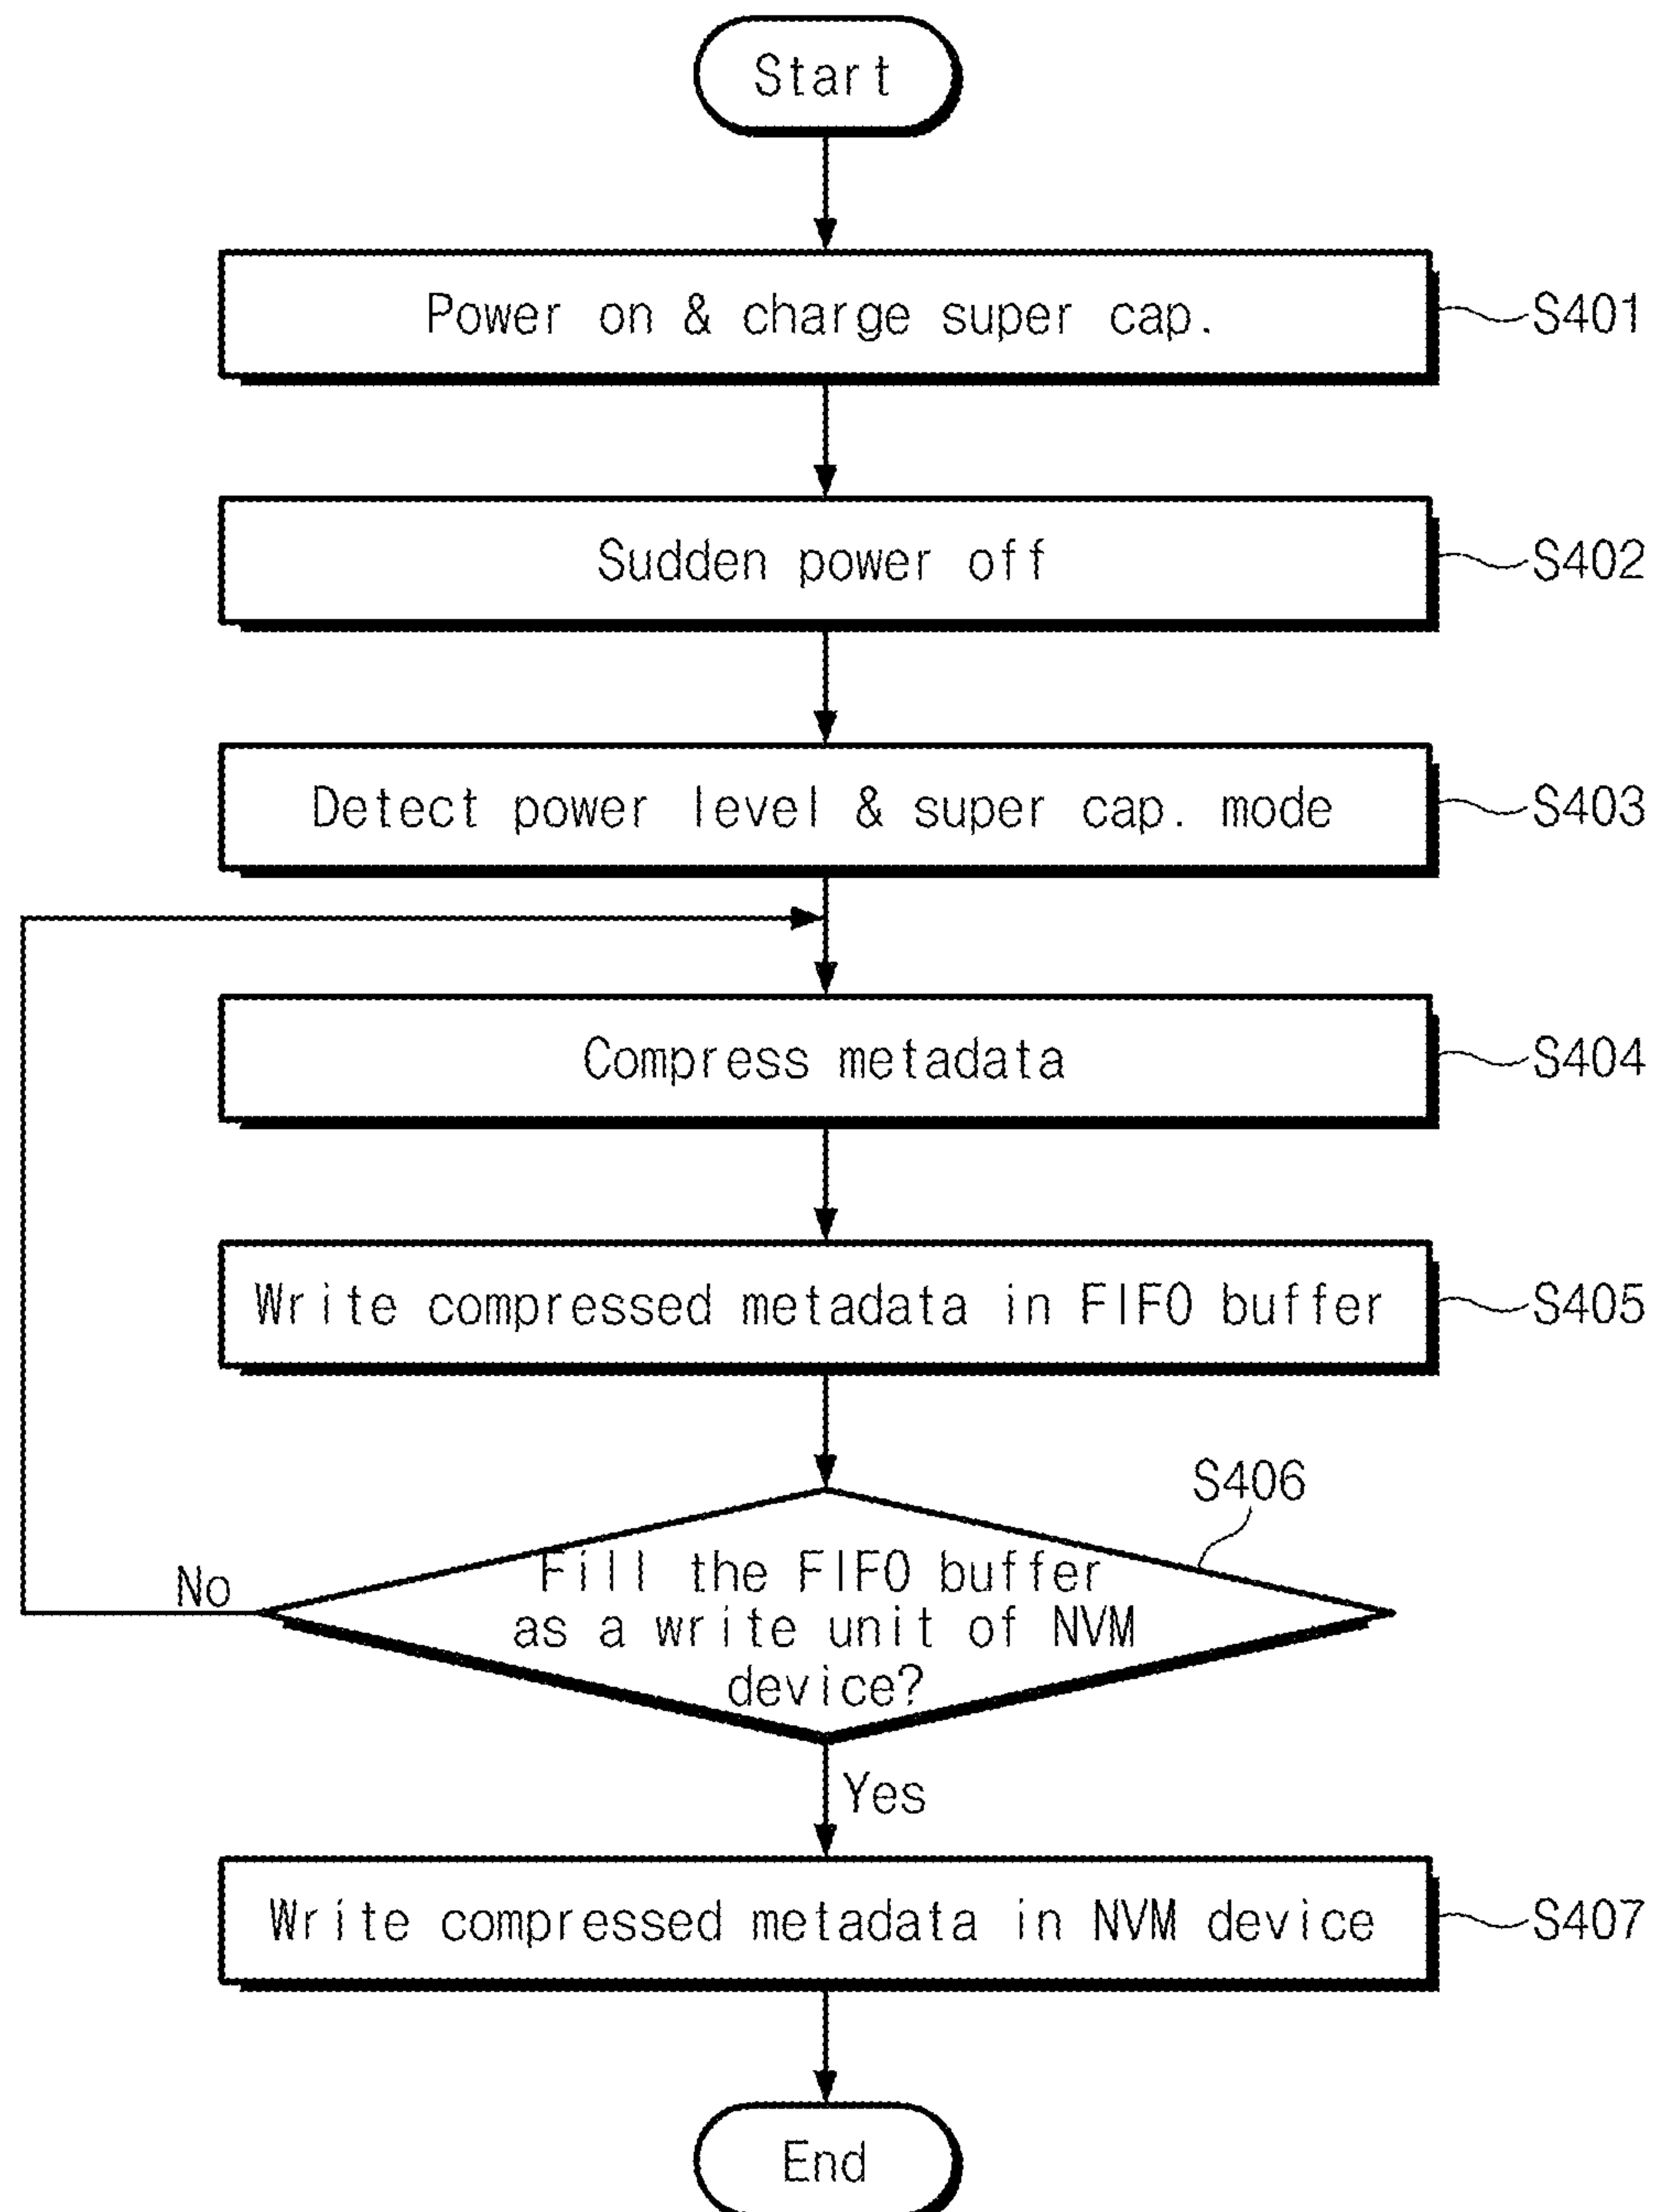 Start
Power on & charge super cap.
S401
Sudden power off
S402
Detect power level & super cap. mode
S403
Compress metadata
S404
Write compressed metadata in FIFO buffer
S405
S406
Fill the FIFO buffer
as a write unit of NVM
device?
No
Yes
Write compressed metadata in NVM device
S407
End